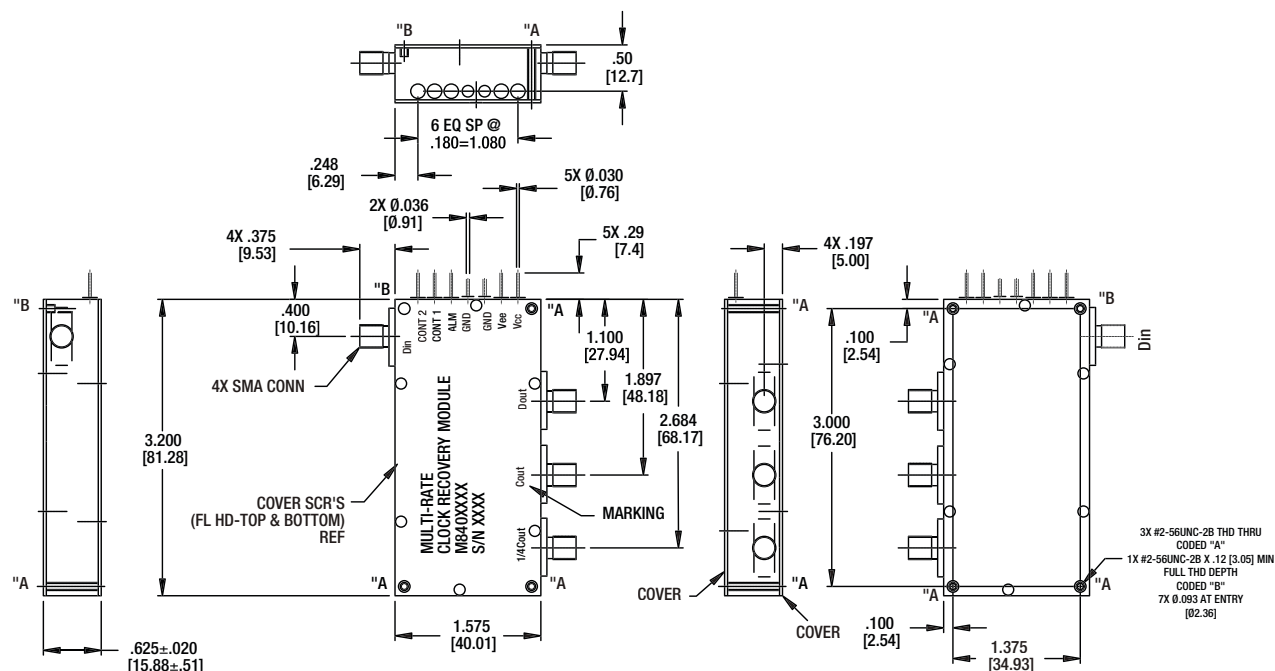 "B
"A
.50
[12.7]
6 EQ SP @
.180=1.080
.248
[6.29]
5X Ø.030
[Ø.76]
2X Ø.036
[Ø.91]
5X .29
[7.4]
4X .375
[9.53]
4X .197
[5.00]
"B
"B
"A
"A
"A
"B
.400
[10.16]
Din
CONT 2
CONT 1
ALM
GND
GND
Vee
Vcc
1.100
[27.94]
.100
[2.54]
Din
4X SMA CONN
1.897
[48.18]
Dout
2.684
[68.17]
3.200
[81.28]
3.000
[76.20]
MULTI-RATE
CLOCK RECOVERY MODULE
M840XXXX
S/N XXXX
Cout
COVER SCR'S
(FL HD-TOP & BOTTOM)
REF
MARKING
1/4Cout
3X #2-56UNC-2B THD THRU
CODED "A"
1X #2-56UNC-2B X .12 [3.05] MIN
FULL THD DEPTH
CODED "B"
7X Ø.093 AT ENTRY
[Ø2.36]
"A
"A
"A
"A
"A
"A
COVER
COVER
.625±.020
[15.88±.51]
1.575
[40.01]
.100
[2.54]
1.375
[34.93]